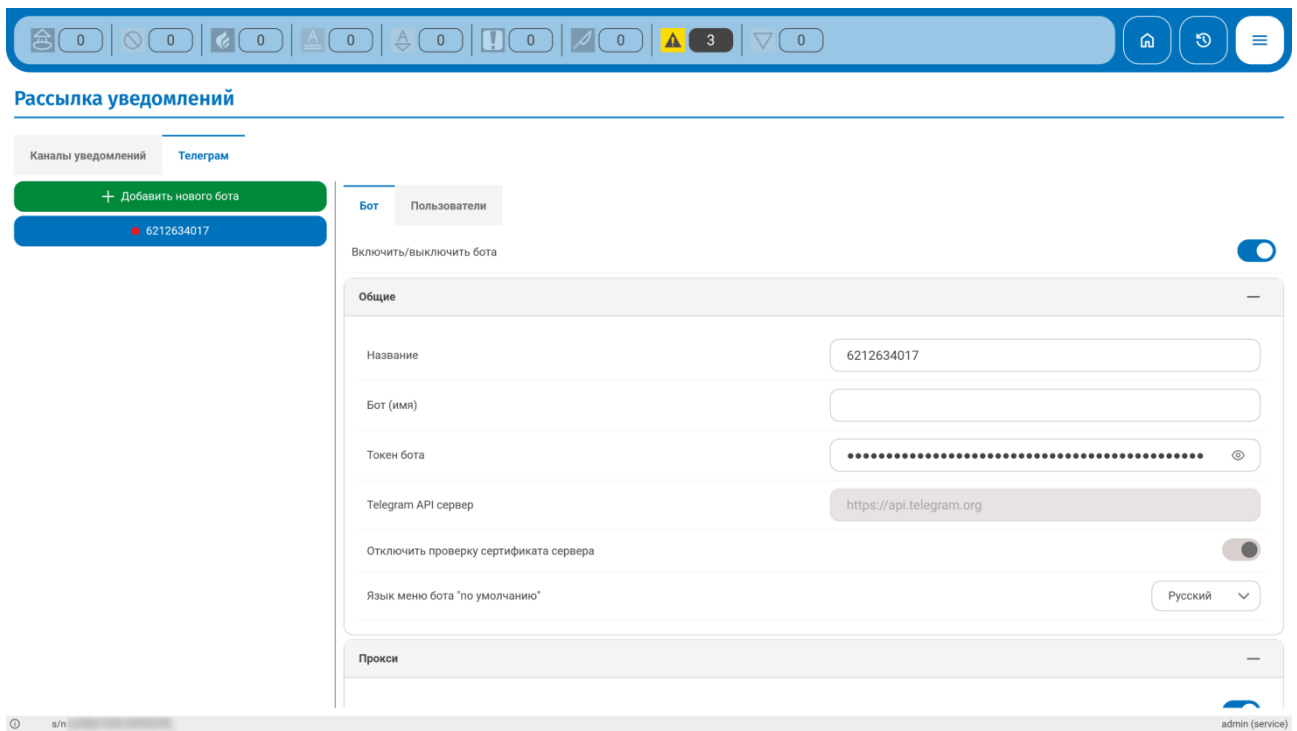 0 0 0 A 0 A 0 0 0 3 0
Рассылка уведомлений
Каналы уведомлений Телеграм
Добавить нового бота
6212634017
Бот Пользователи
Включить/выключить бота
Общие
Название 6212634017
Бот (имя)
Токен бота
Telegram API сервер https://api.telegram.org
Отключить проверку сертификата сервера
Язык меню бота "по умолчанию" Русский
Прокси
s/n admin (service)